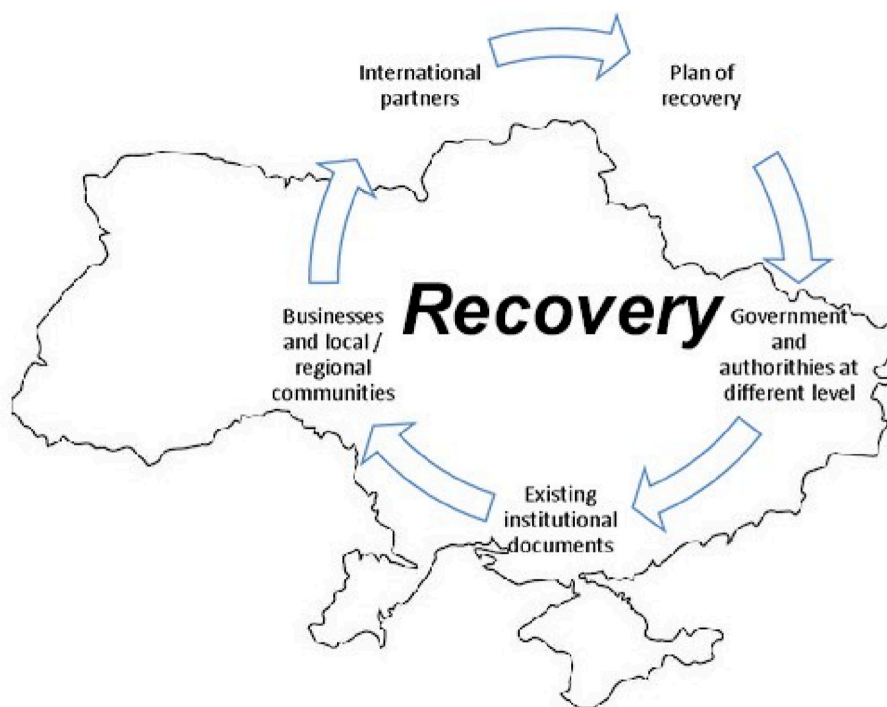 International
partners
Plan of
recovery
Recovery
Government
and
authorithies at
different level
Existing
institutional
documents
Businesses
and local /
regional
communities